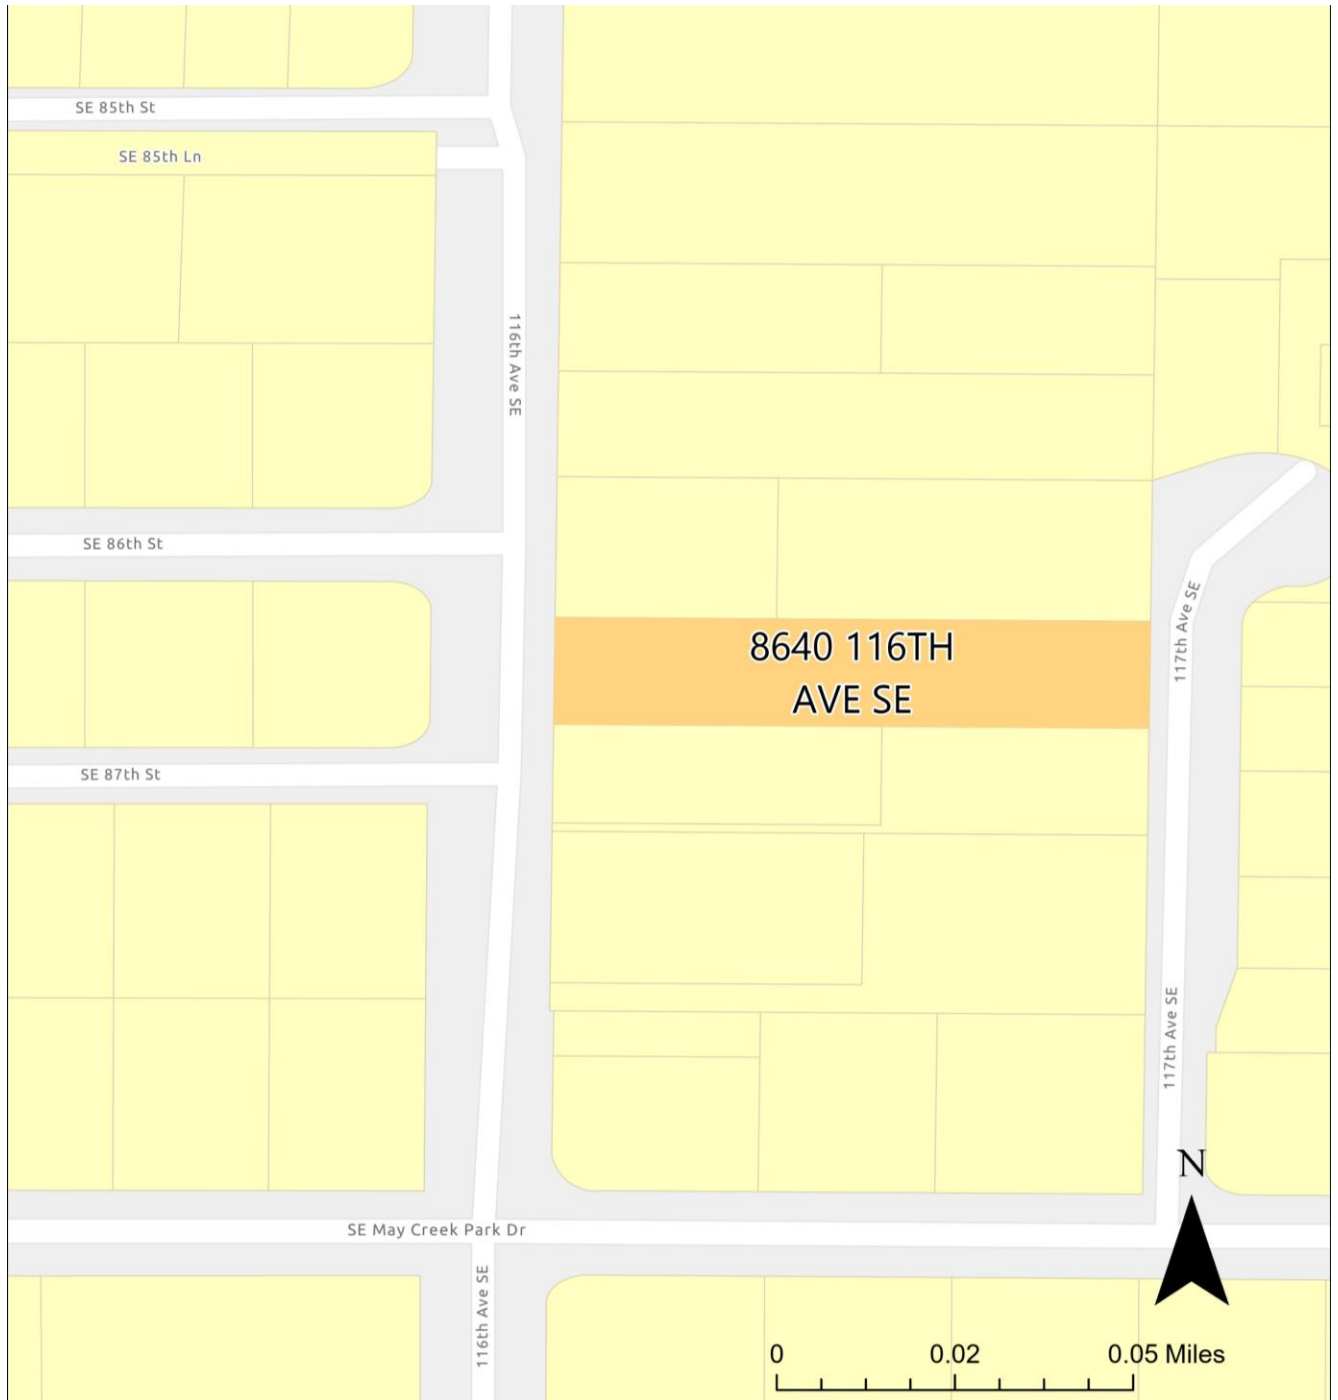 SE 85th St
SE 85th Ln
116th Ave SE
SE 86th St
117th Ave SE
8640 116TH
AVE SE
SE 87th St
117th Ave SE
N
SE May Creek Park Dr
116th Ave SE
0 0.02 0.05 Miles